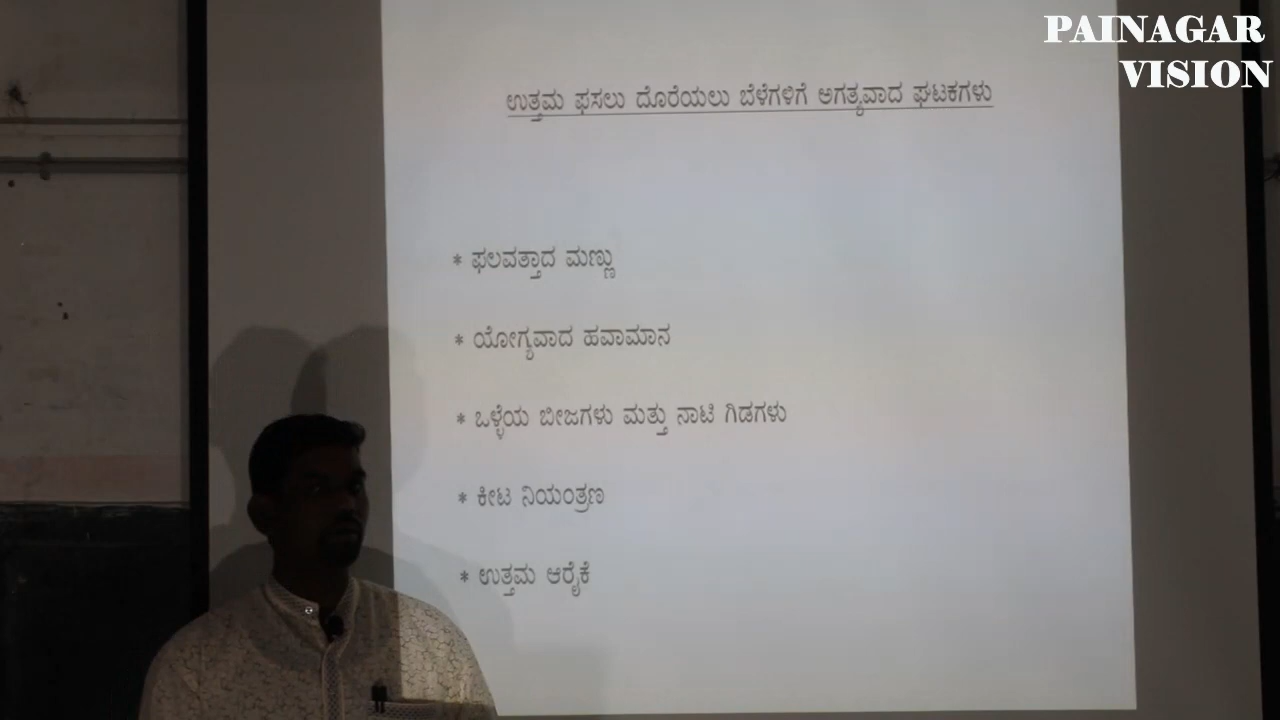 PAINAGAR
VISION
ಉತ್ತಮ ಫಸಲು ದೊರೆಯಲು ಬೆಳೆಗಳಿಗೆ ಅಗತ್ಯವಾದ ಘಟಕಗಳು
* ಫಲವತ್ತಾದ ಮಣ್ಣು
* ಯೋಗ್ಯವಾದ ಹವಾಮಾನ
* ಒಳ್ಳೆಯ ಬೀಜಗಳು ಮತ್ತು ನಾಟಿ ಗಿಡಗಳು
* ಕೀಟ ನಿಯಂತ್ರಣ
* ಉತ್ತಮ ಆರೈಕೆ